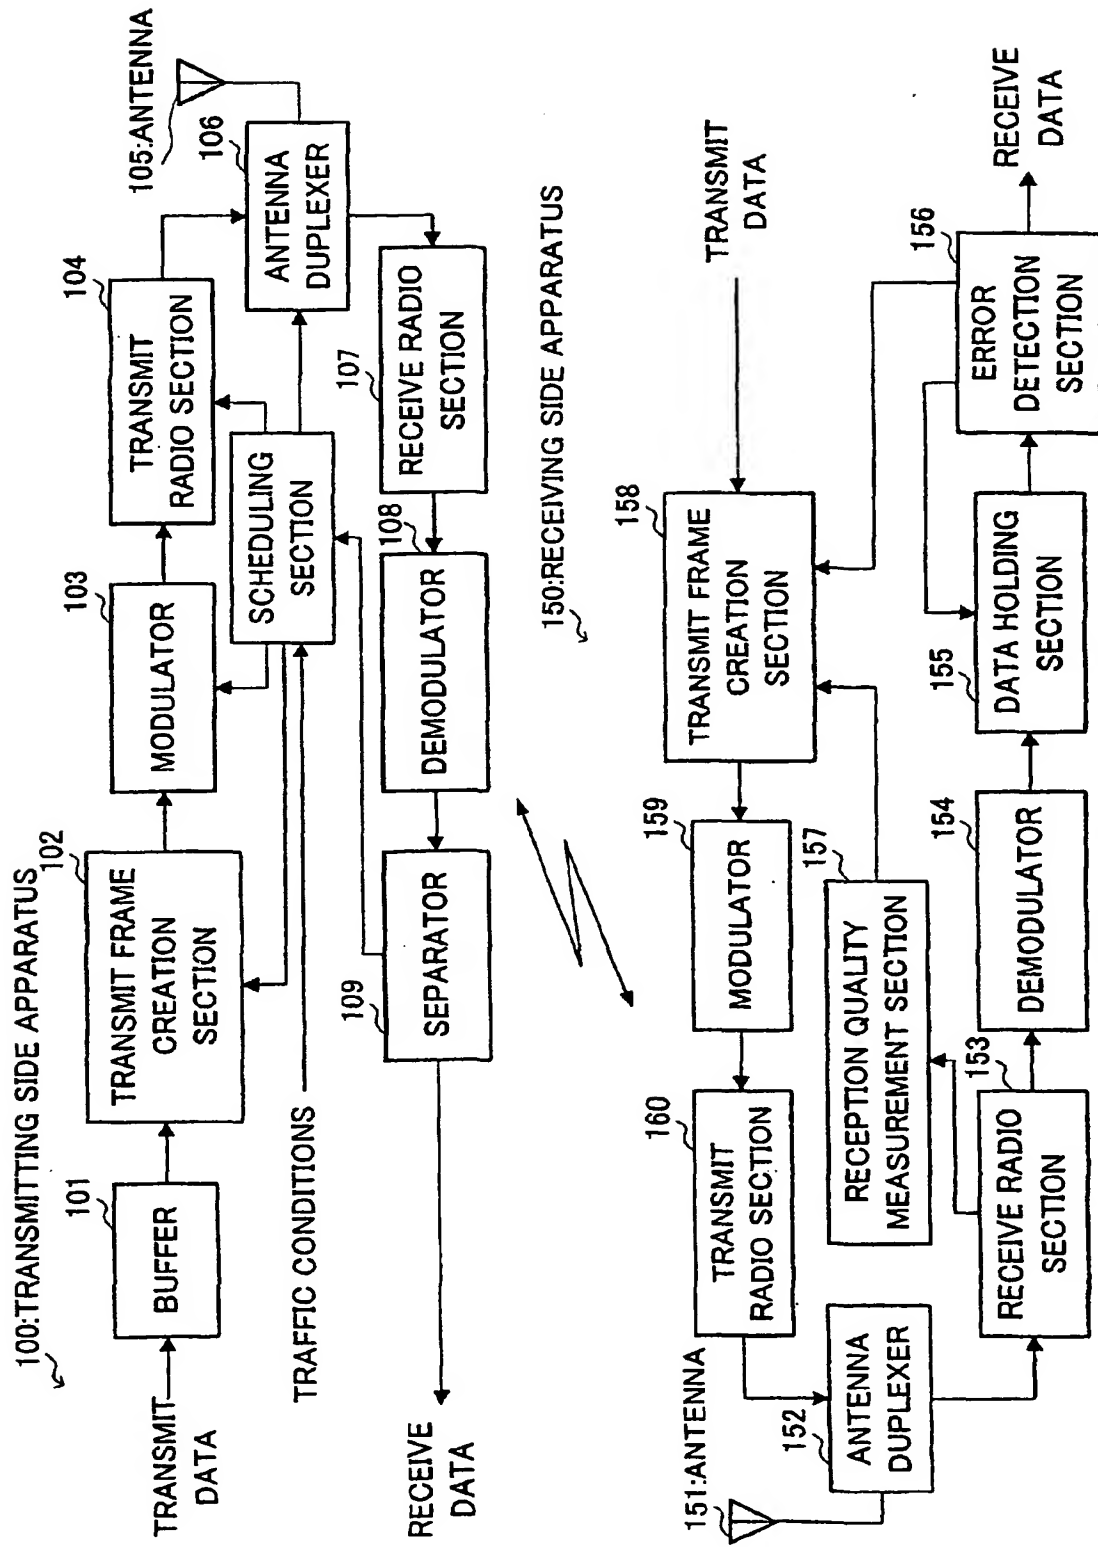 100:TRANSMITTING SIDE APPARATUS
TRANSMIT
DATA
101
BUFFER
102
TRANSMIT FRAME
CREATION
SECTION
103
MODULATOR
104
TRANSMIT
RADIO SECTION
105:ANTENNA
106
ANTENNA
DUPLEXER
TRAFFIC CONDITIONS
SCHEDULING
SECTION
107
RECEIVE RADIO
SECTION
108
DEMODULATOR
109
SEPARATOR
RECEIVE
DATA
150:RECEIVING SIDE APPARATUS
151:ANTENNA
152
ANTENNA
DUPLEXER
160
TRANSMIT
RADIO SECTION
159
MODULATOR
158
TRANSMIT FRAME
CREATION
SECTION
TRANSMIT
DATA
157
RECEPTION QUALITY
MEASUREMENT SECTION
153
RECEIVE RADIO
SECTION
154
DEMODULATOR
155
DATA HOLDING
SECTION
156
ERROR
DETECTION
SECTION
RECEIVE
DATA